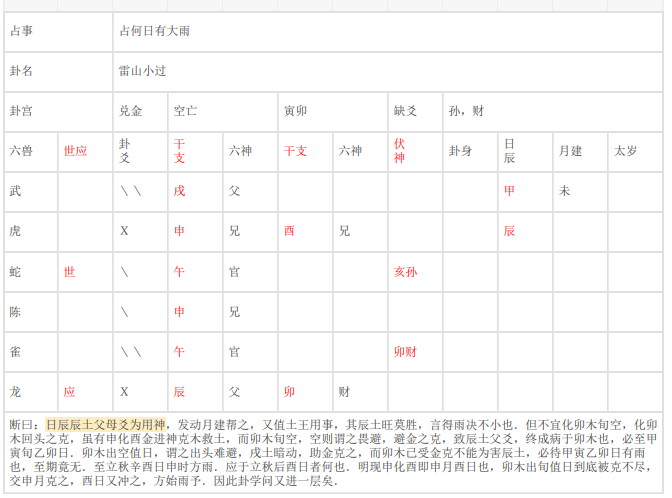 占事 占何日有大雨
卦名 雷山小过
卦宫 兑金 空亡 寅卯 缺爻 孙，财
六兽 世应 卦爻 干支 六神 干支 六神 伏神 卦身 日辰 月建 太岁
武 \ \ 戌 父 甲 未
虎 X 申 兄 酉 兄 辰
蛇 世 \ 午 官 亥孙
陈 \ 申 兄
雀 \ \ 午 官 卯财
龙 应 X 辰 父 卯 财
断曰：日辰辰土父母爻为用神，发动月建帮之，又值土王用事，其辰土旺莫胜，言得雨决不小也．但不宜化卯木旬空，化卯
木回头之克，虽有申化酉金进神克木救土，而卯木旬空，空则谓之畏避，避金之克，致辰土父爻，终成病于卯木也，必至甲
寅旬乙卯日．卯木出空值日，谓之出头难避，戌土暗动，助金克之，而卯木已受金克不能为害辰土，必待甲寅乙卯日有雨
也，至期竟无．至立秋辛酉日申时方雨．应于立秋后酉日者何也．明现申化酉即申月酉日也，卯木出旬值日到底被克不尽，
交申月克之，酉日又冲之，方始雨予．因此卦学问又进一层矣．